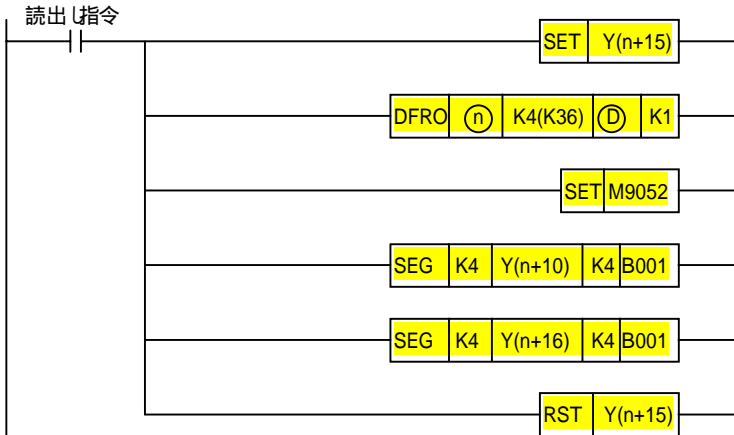 読出し指令
SET Y(n+15)
DFRO n K4(K36) D K1
SET M9052
SEG K4 Y(n+10) K4 B001
SEG K4 Y(n+16) K4 B001
RST Y(n+15)